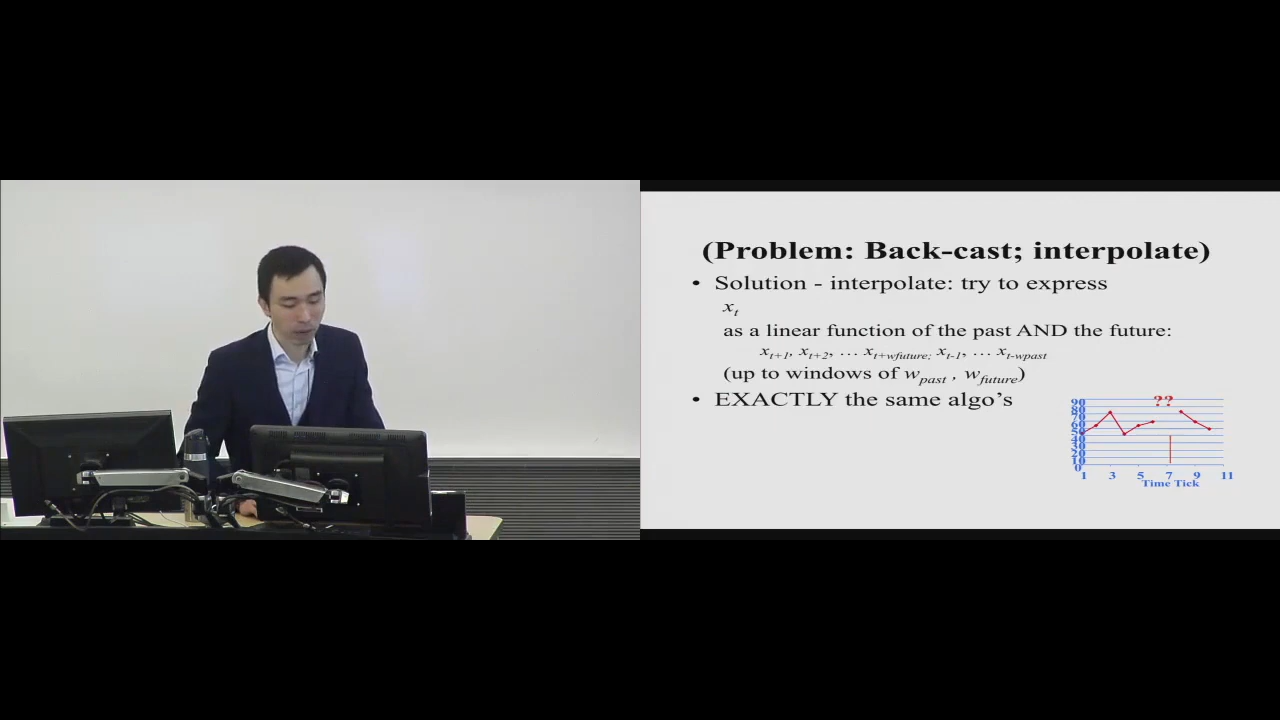 (Problem: Back-cast; interpolate)
• Solution - interpolate: try to express
xt
as a linear function of the past AND the future:
xt+1, xt+2, … xt+wfuture; xt-1, … xt-wpast
(up to windows of wpast , wfuture)
• EXACTLY the same algo's
??
90
80
70
60
50
40
30
20
10
0
1 3 5 7 9 11
Time Tick